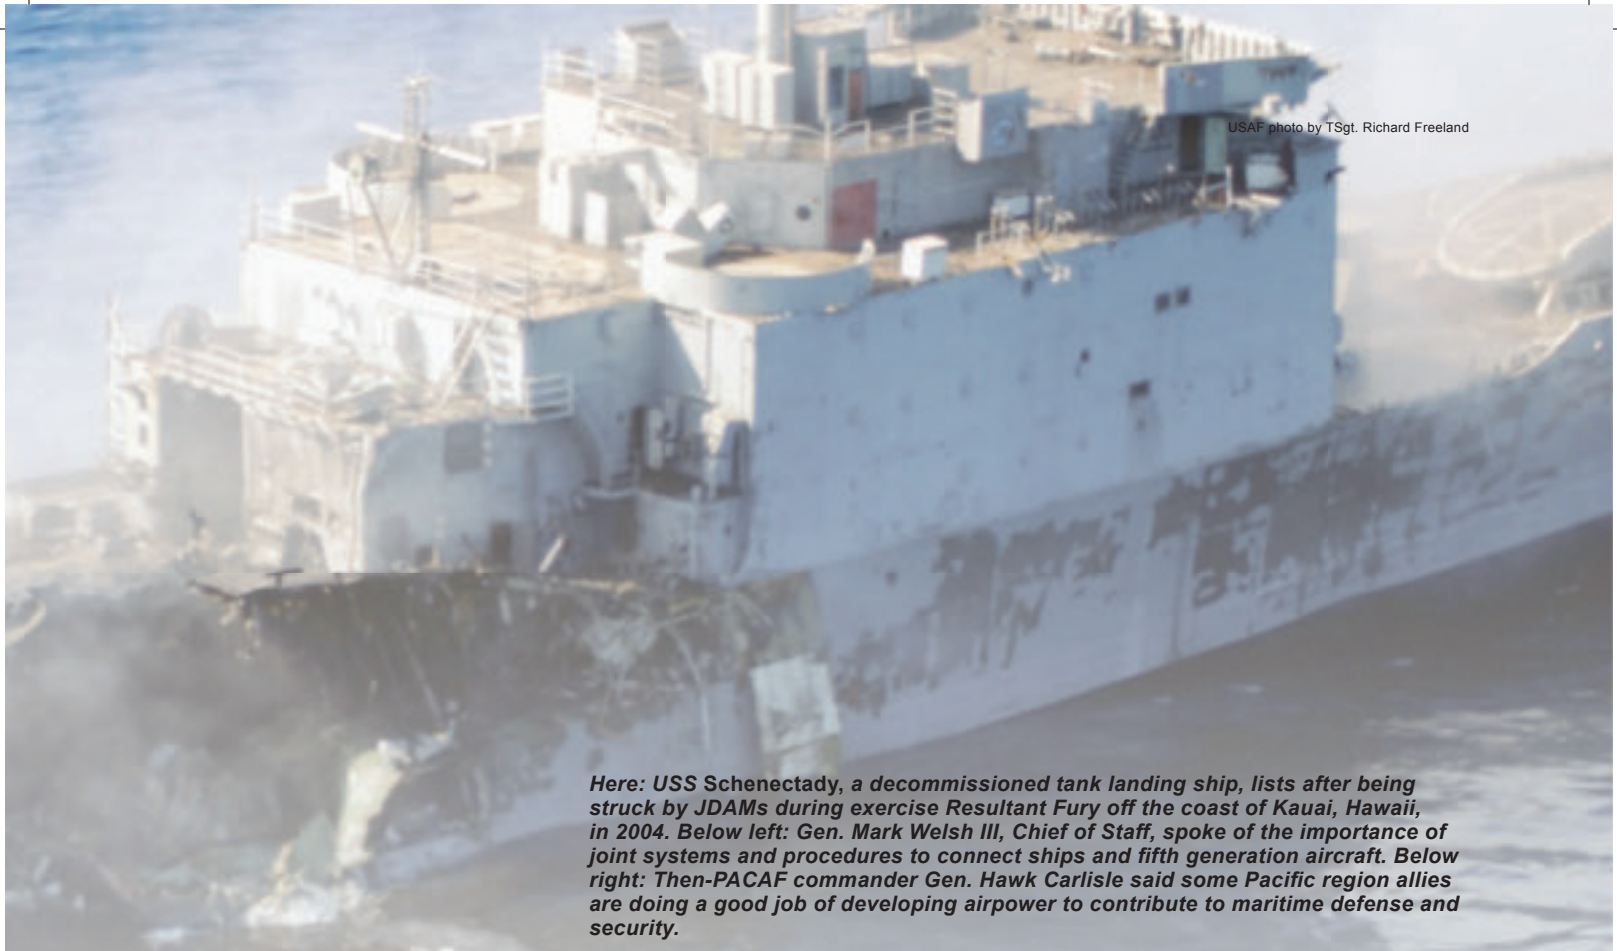 USAF photo by TSgt. Richard Freeland
Here: USS Schenectady, a decommissioned tank landing ship, lists after being
struck by JDAMs during exercise Resultant Fury off the coast of Kauai, Hawaii,
in 2004. Below left: Gen. Mark Welsh III, Chief of Staff, spoke of the importance of
joint systems and procedures to connect ships and fifth generation aircraft. Below
right: Then-PACAF commander Gen. Hawk Carlisle said some Pacific region allies
are doing a good job of developing airpower to contribute to maritime defense and
security.